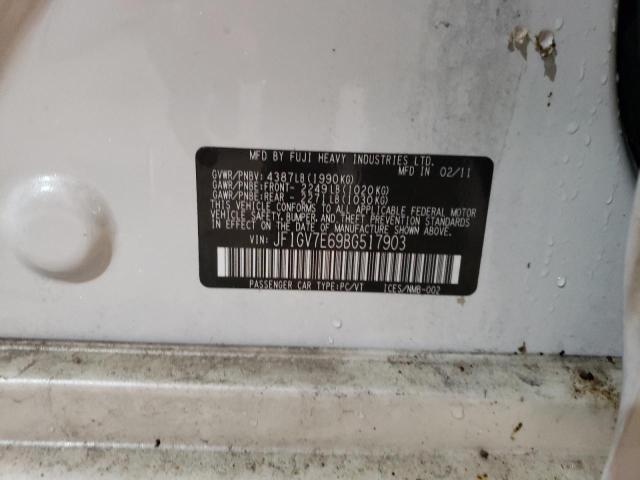 MFD BY FUJI HEAVY INDUSTRIES LTD.
MFD IN 02/11
GVWR/PNBV: 4387LB(1990KG)
GAWR/PNBE:FRONT- 2249LB(1020KG)
GAWR/PNBE:REAR - 2271LB(1030KG)
THIS VEHICLE CONFORMS TO ALL APPLICABLE FEDERAL MOTOR
VEHICLE SAFETY, BUMPER, AND THEFT PREVENTION STANDARDS
IN EFFECT ON THE DATE OF MANUFACTURE SHOWN ABOVE.
VIN: JF1GV7E69BG517903
PASSENGER CAR TYPE:PC/VT ICES/NMB-002